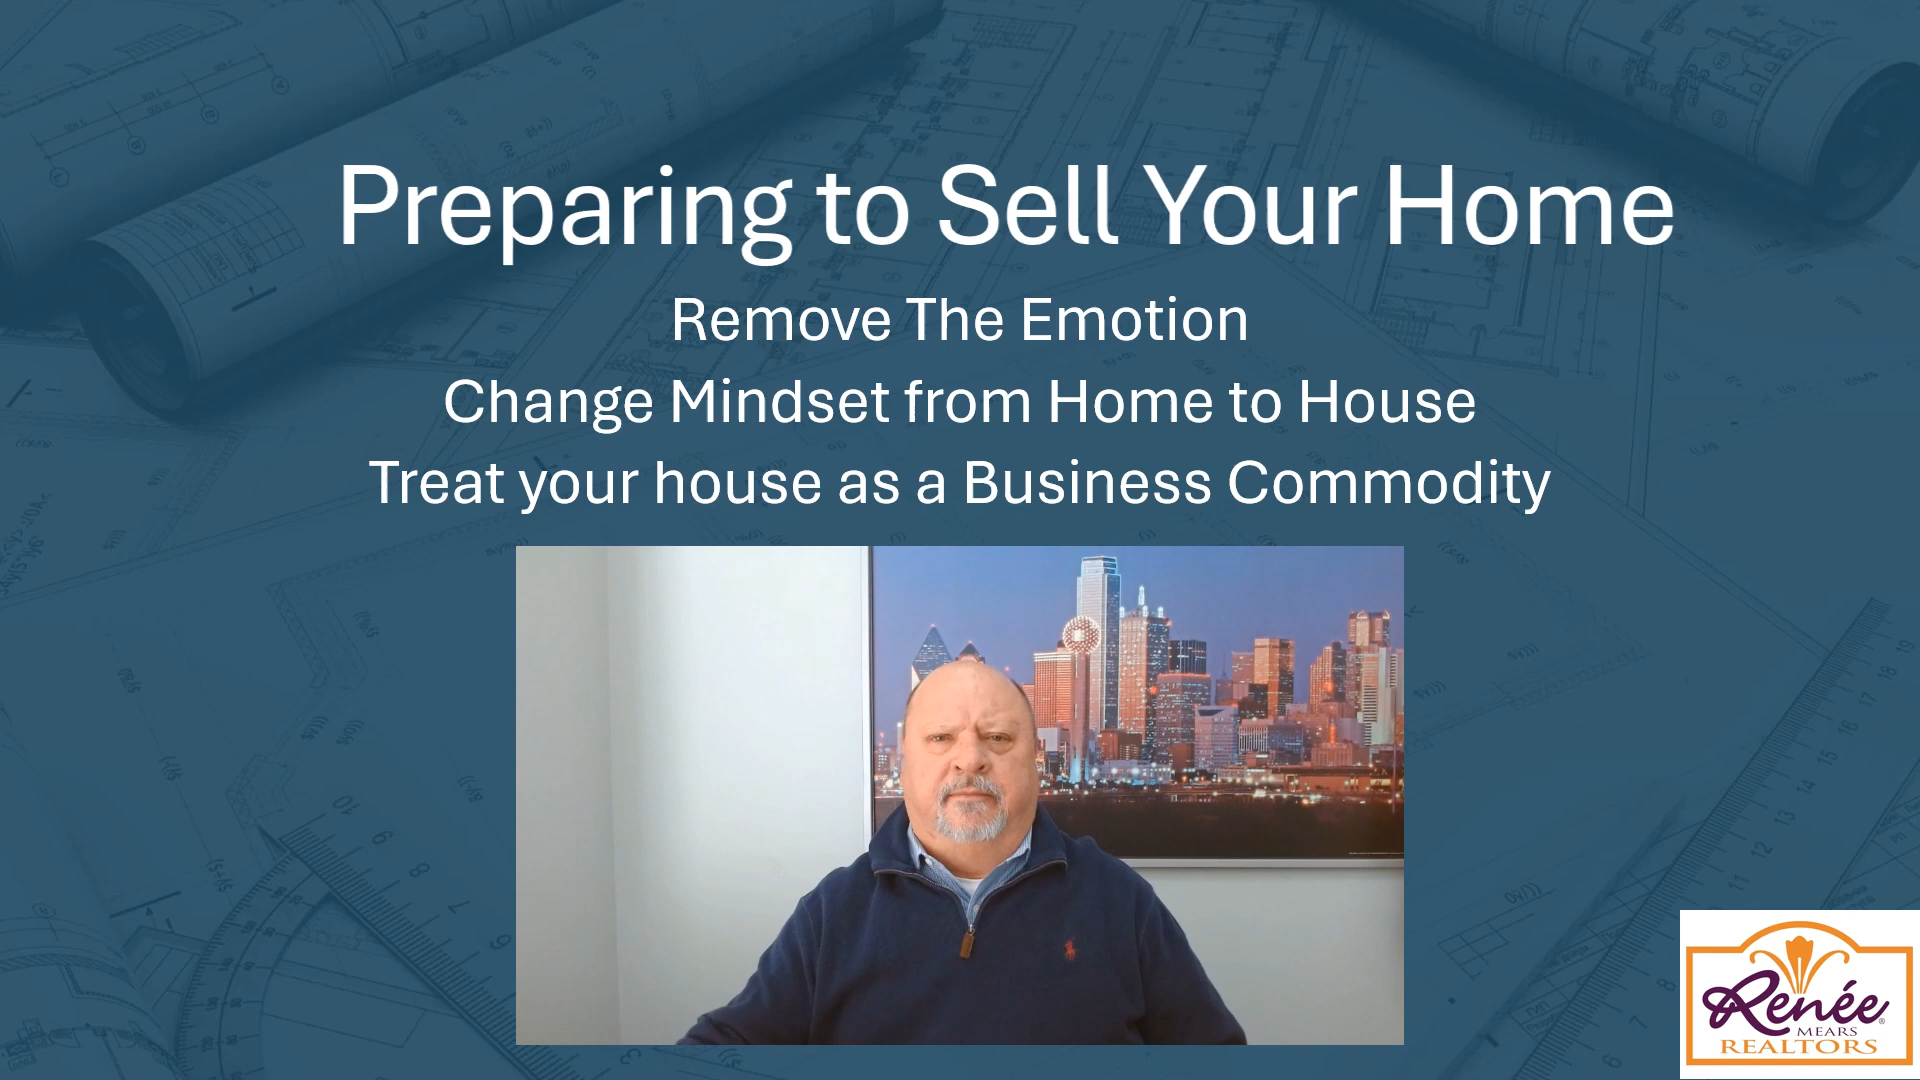 Preparing to Sell Your Home
Remove The Emotion
Change Mindset from Home to House
Treat your house as a Business Commodity
Renée®
MEARS
REALTORS